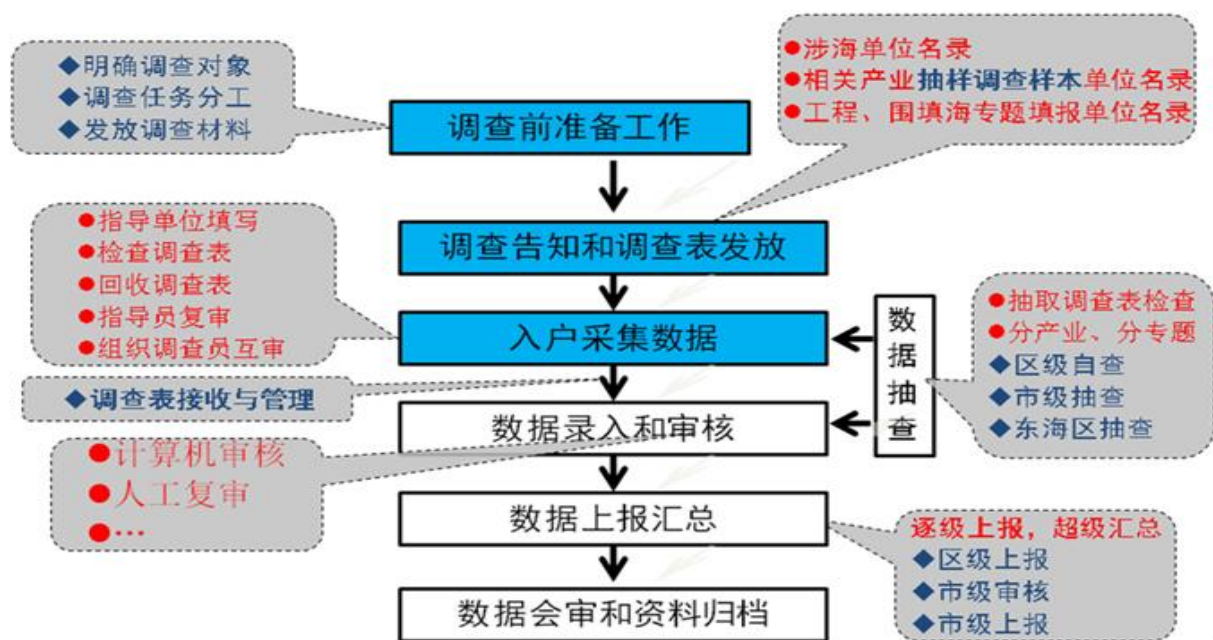 ◆明确调查对象
◆调查任务分工
◆发放调查材料
●涉海单位名录
●相关产业抽样调查样本单位名录
●工程、围填海专题填报单位名录
调查前准备工作
●指导单位填写
●检查调查表
●回收调查表
●指导员复审
●组织调查员互审
调查告知和调查表发放
入户采集数据
数据抽查
●抽取调查表检查
●分产业、分专题
◆区级自查
◆市级抽查
◆东海区抽查
◆调查表接收与管理
数据录入和审核
●计算机审核
●人工复审
●…
数据上报汇总
逐级上报，超级汇总
◆区级上报
◆市级审核
◆市级上报
数据会审和资料归档